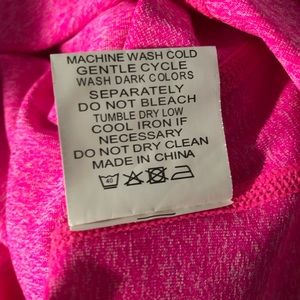 MACHINE WASH COLD
GENTLE CYCLE
WASH DARK COLORS
SEPARATELY
DO NOT BLEACH
TUMBLE DRY LOW
COOL IRON IF
NECESSARY
DO NOT DRY CLEAN
MADE IN CHINA
40